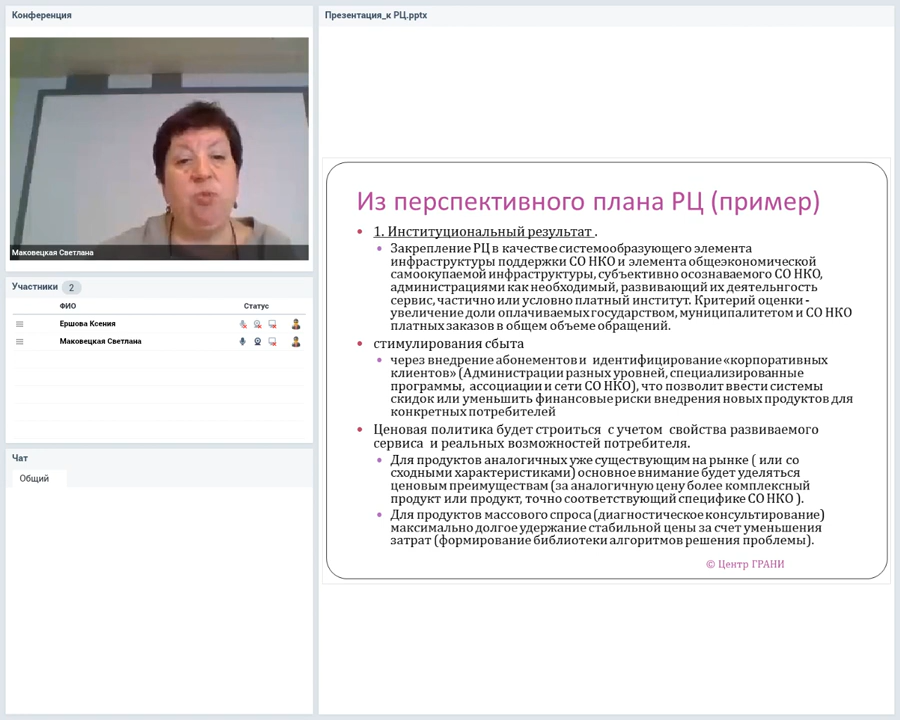 Конференция
Маковецкая Светлана
Участники 2
ФИО Статус
Ершова Ксения
Маковецкая Светлана
Чат
Общий
Презентация_к РЦ.pptx
Из перспективного плана РЦ (пример)
1. Институциональный результат .
Закрепление РЦ в качестве системообразующего элемента
инфраструктуры поддержки СО НКО и элемента общеэкономической
самоокупаемой инфраструктуры, субъективно осознаваемого СО НКО,
администрациями как необходимый, развивающий их деятельность
сервис, частично или условно платный институт. Критерий оценки -
увеличение доли оплачиваемых государством, муниципалитетом и СО НКО
платных заказов в общем объеме обращений.
стимулирования сбыта
через внедрение абонементов и идентифицирование «корпоративных
клиентов» (Администрации разных уровней, специализированные
программы, ассоциации и сети СО НКО), что позволит ввести системы
скидок или уменьшить финансовые риски внедрения новых продуктов для
конкретных потребителей
Ценовая политика будет строиться с учетом свойства развиваемого
сервиса и реальных возможностей потребителя.
Для продуктов аналогичных уже существующим на рынке ( или со
сходными характеристиками) основное внимание будет уделяться
ценовым преимуществам (за аналогичную цену более комплексный
продукт или продукт, точно соответствующий специфике СО НКО ).
Для продуктов массового спроса (диагностическое консультирование)
максимально долгое удержание стабильной цены за счет уменьшения
затрат (формирование библиотеки алгоритмов решения проблемы).
© Центр ГРАНИ